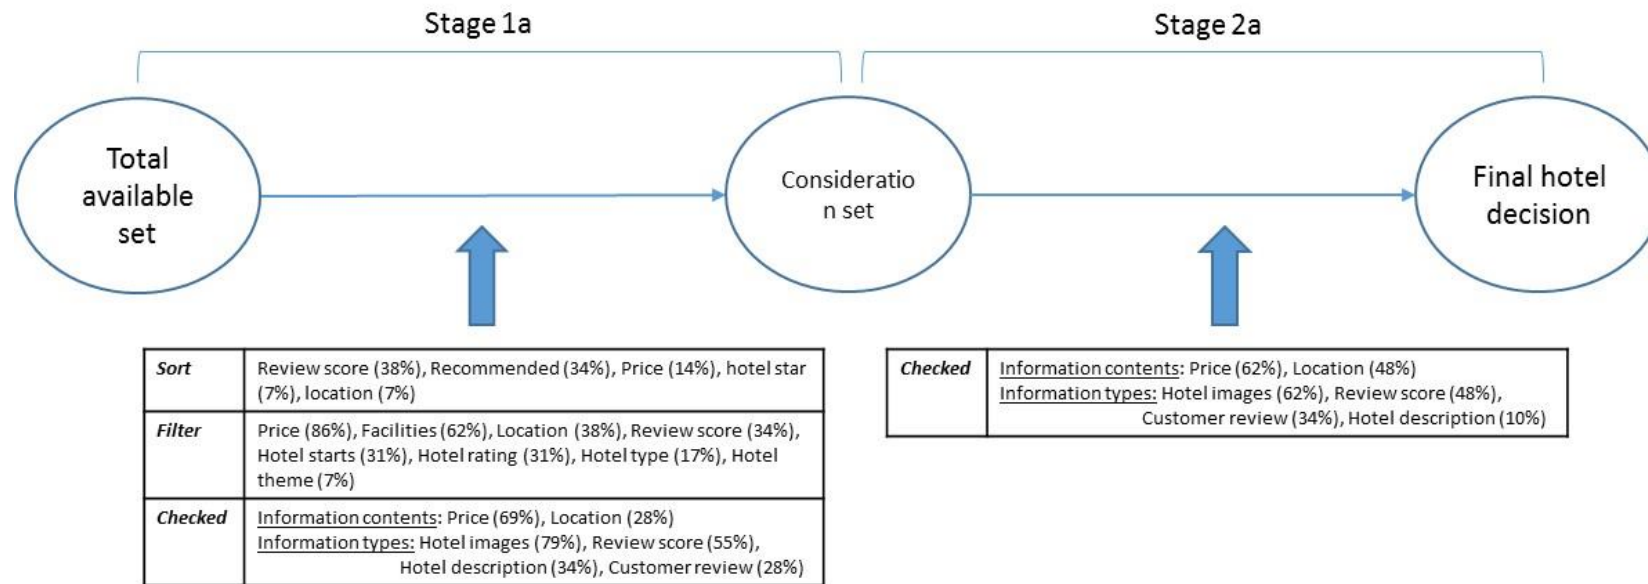 Stage 1a
Stage 2a
Total
available
set
Consideratio
n set
Final hotel
decision
Sort
Review score (38%), Recommended (34%), Price (14%), hotel star
(7%), location (7%)
Filter
Price (86%), Facilities (62%), Location (38%), Review score (34%),
Hotel starts (31%), Hotel rating (31%), Hotel type (17%), Hotel
theme (7%)
Checked
Information contents: Price (69%), Location (28%)
Information types: Hotel images (79%), Review score (55%),
Hotel description (34%), Customer review (28%)
Checked
Information contents: Price (62%), Location (48%)
Information types: Hotel images (62%), Review score (48%),
Customer review (34%), Hotel description (10%)